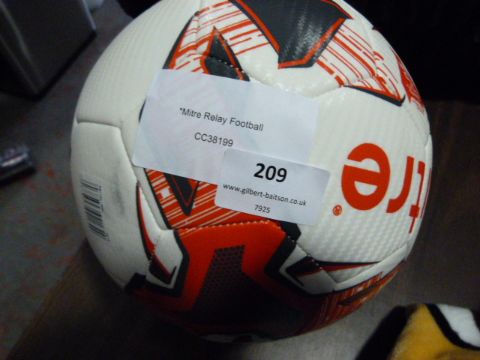 *Mitre Relay Football
CC38199
209
www.gilbert-baitson.co.uk
7925
tre
®